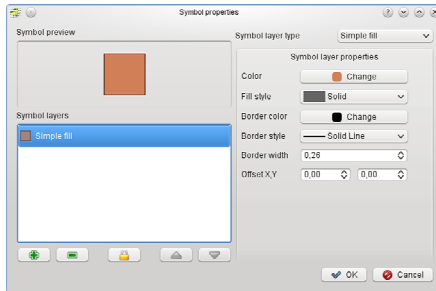 Symbol properties
Symbol preview
Symbol layer type
Simple fill
Symbol layer properties
Color
Change
Fill style
Solid
Symbol layers
Border color
Change
Simple fill
Border style
Solid Line
Border width
0,26
Offset X,Y
0,00
0,00
OK
Cancel